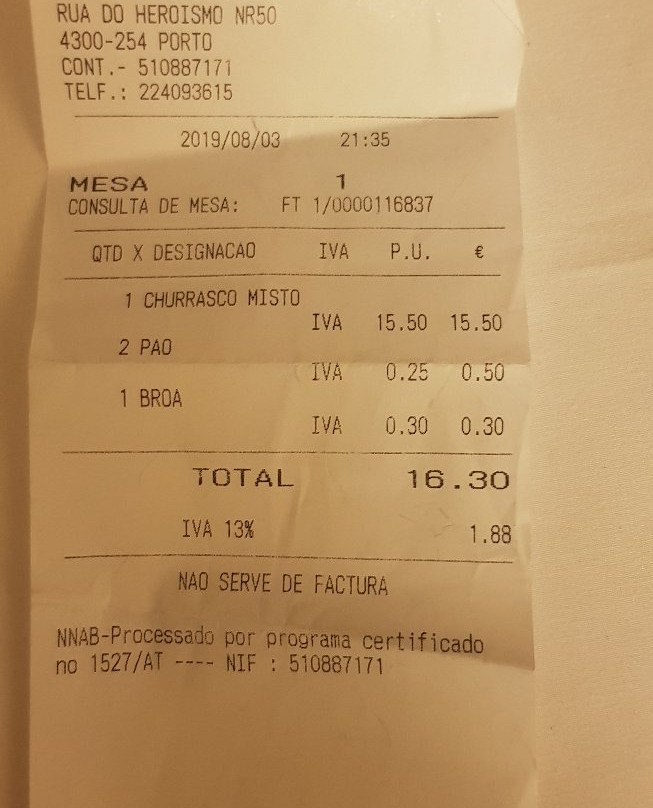 RUA DO HEROISMO NR50
4300-254 PORTO
CONT.- 510887171
TELF.: 224093615
2019/08/03 21:35
MESA 1
CONSULTA DE MESA: FT 1/0000116837
QTD X DESIGNACAO IVA P.U. €
1 CHURRASCO MISTO
IVA 15.50 15.50
2 PAO
IVA 0.25 0.50
1 BROA
IVA 0.30 0.30
TOTAL 16.30
IVA 13% 1.88
NAO SERVE DE FACTURA
NNAB-Processado por programa certificado
no 1527/AT ---- NIF : 510887171